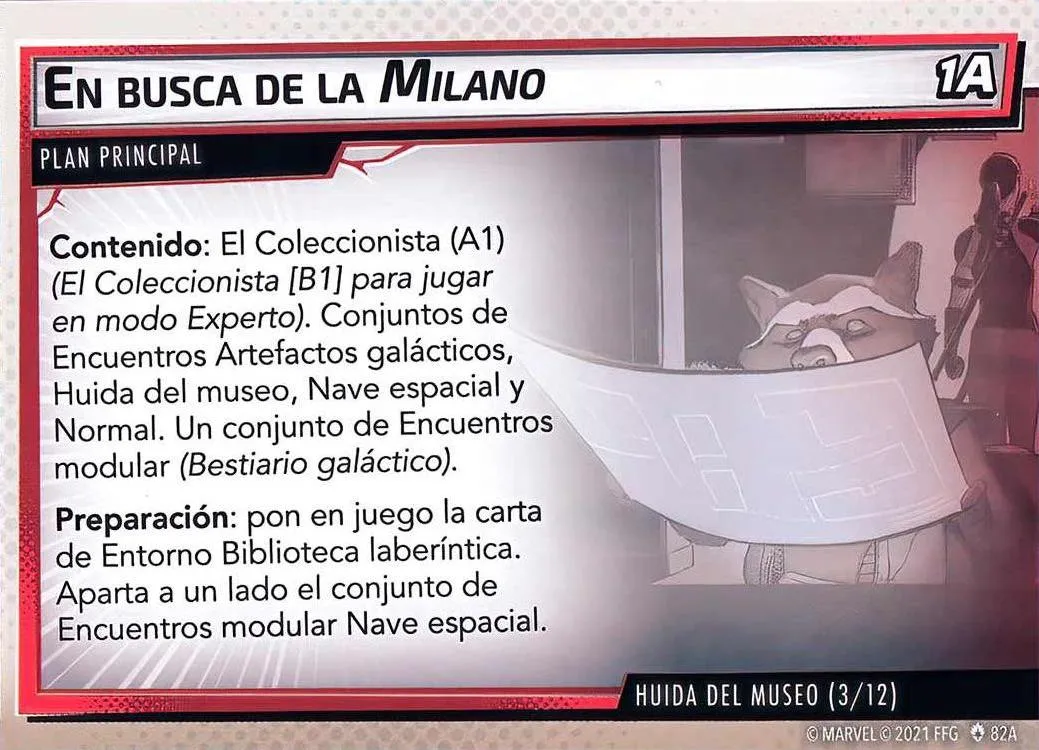 En busca de la Milano
1A
Plan principal
Contenido: El Coleccionista (A1)
(El Coleccionista [B1] para jugar
en modo Experto). Conjuntos de
Encuentros Artefactos galácticos,
Huida del museo, Nave espacial y
Normal. Un conjunto de Encuentros
modular (Bestiario galáctico).
Preparación: pon en juego la carta
de Entorno Biblioteca laberíntica.
Aparta a un lado el conjunto de
Encuentros modular Nave espacial.
Huida del museo (3/12)
© MARVEL © 2021 FFG 82A